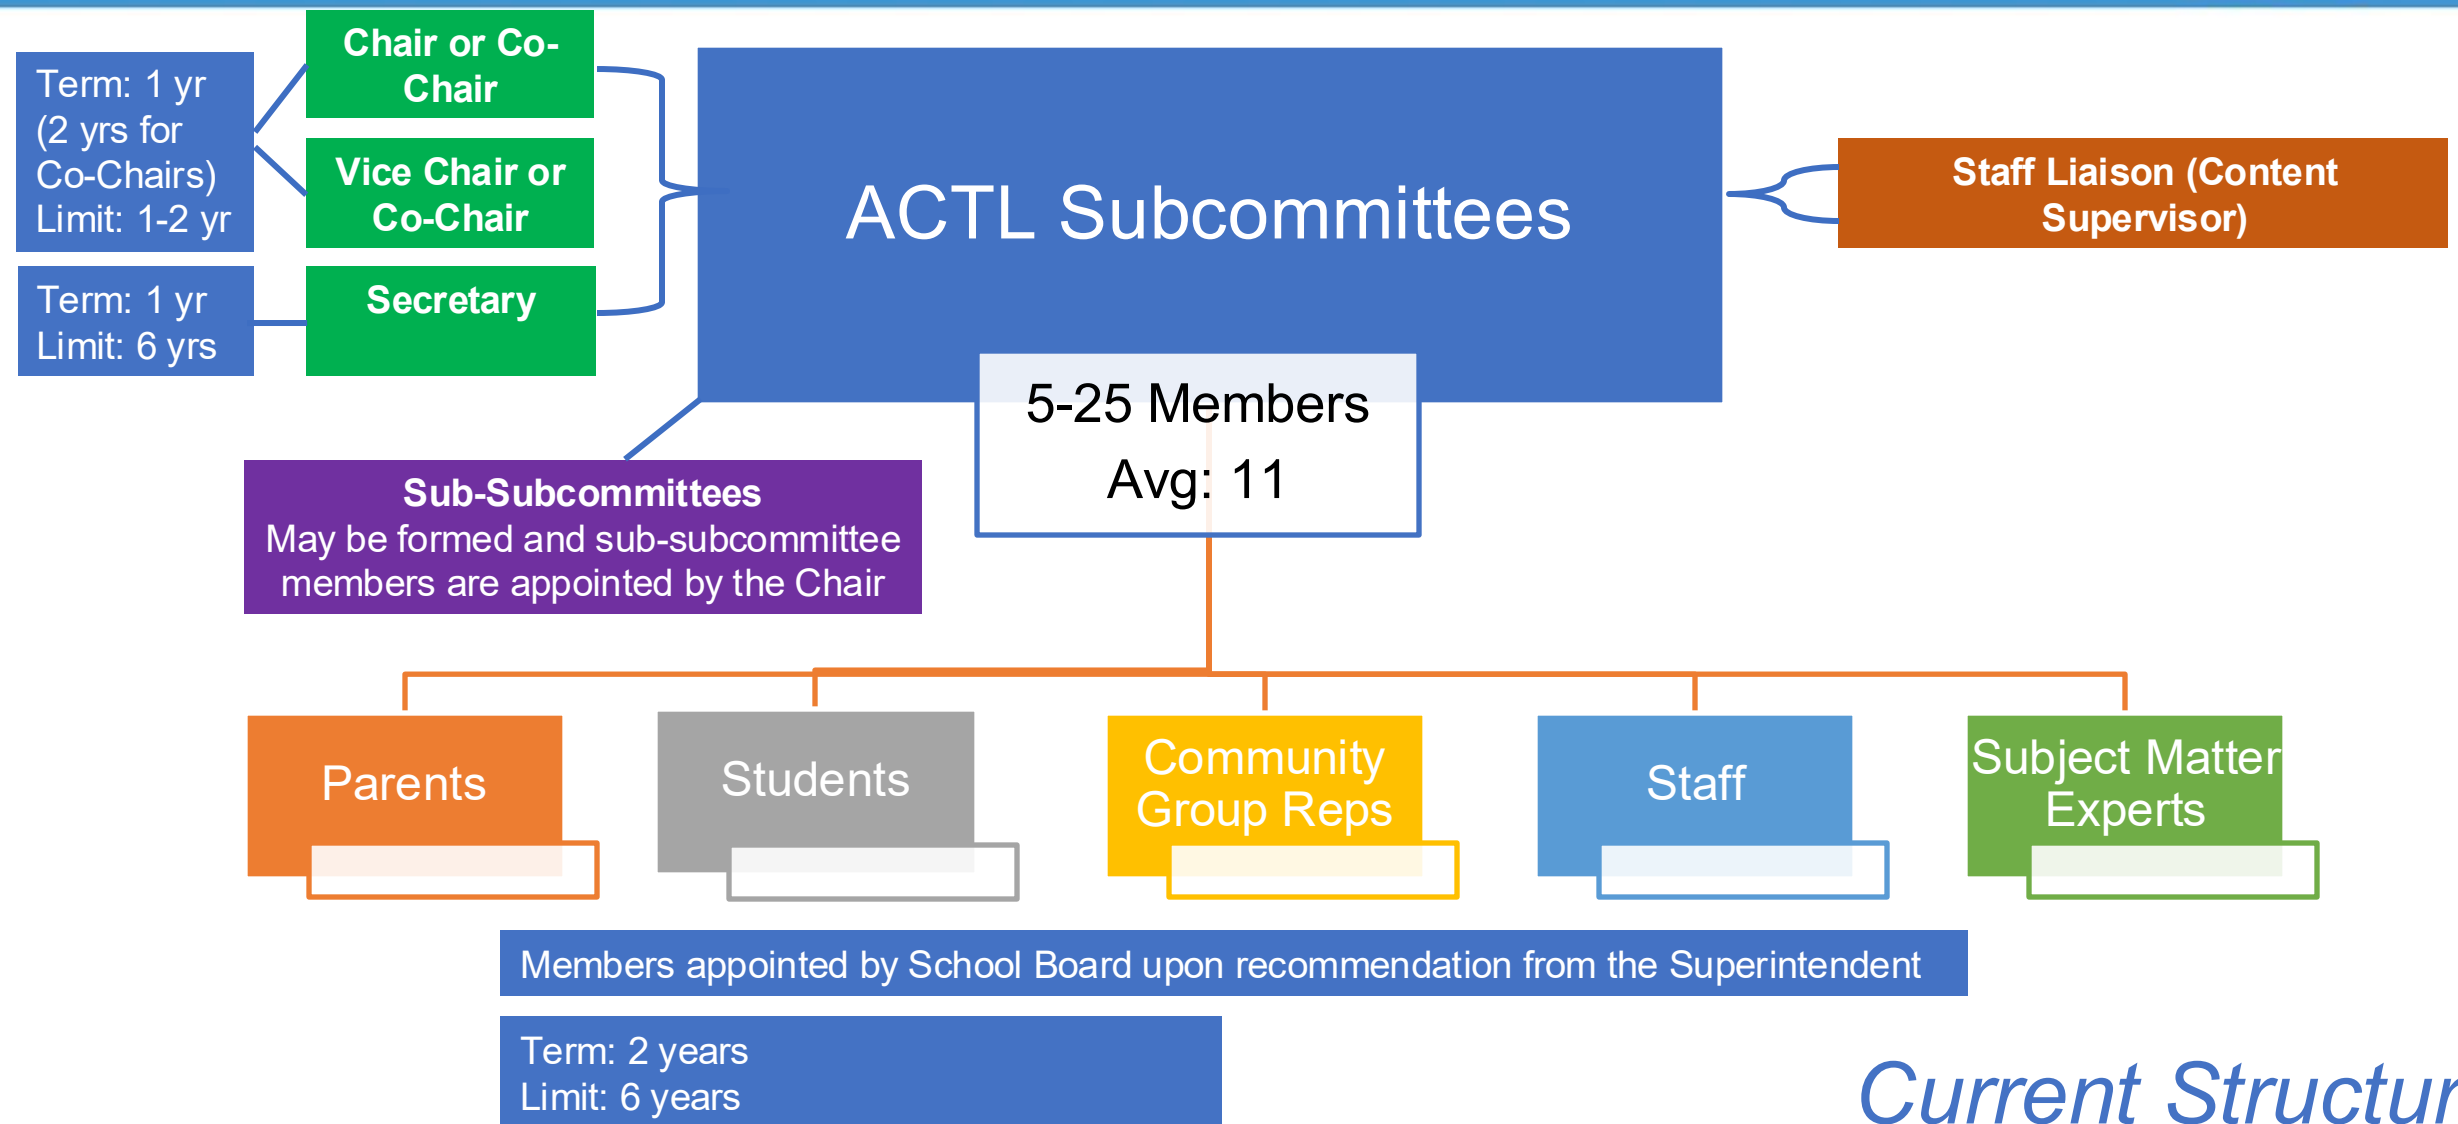 Chair or Co-
Chair
Term: 1 yr
(2 yrs for
Co-Chairs)
Limit: 1-2 yr
Vice Chair or
Co-Chair
Secretary
Term: 1 yr
Limit: 6 yrs
ACTL Subcommittees
Staff Liaison (Content
Supervisor)
5-25 Members
Avg: 11
Sub-Subcommittees
May be formed and sub-subcommittee
members are appointed by the Chair
Parents
Students
Community
Group Reps
Staff
Subject Matter
Experts
Members appointed by School Board upon recommendation from the Superintendent
Term: 2 years
Limit: 6 years
Current Structur